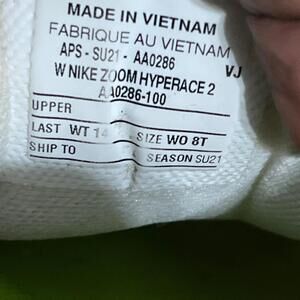 MADE IN VIETNAM
FABRIQUE AU VIETNAM
APS - SU21 - AA0286 VJ
W NIKE ZOOM HYPERACE 2
AA0286-100
UPPER
LAST WT 14 SIZE WO 8T
SHIP TO SEASON SU21